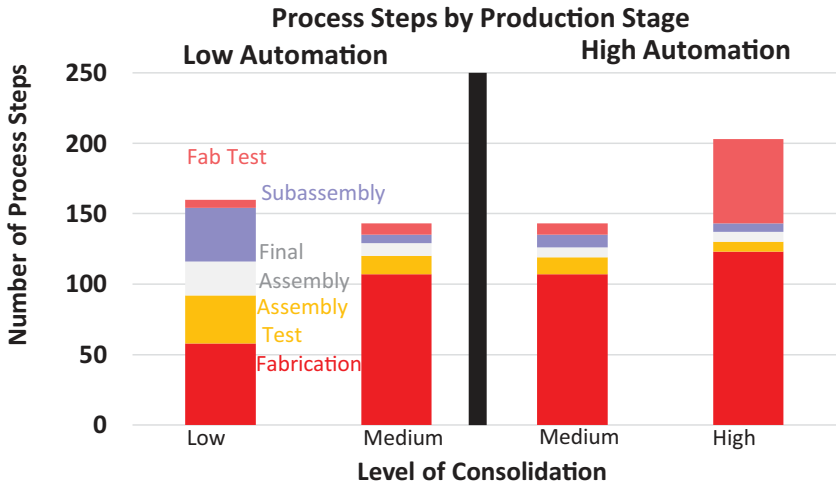 Process Steps by Production Stage
Low Automation
High Automation
Number of Process Steps
250
200
150
100
50
0
Fab Test
Subassembly
Final
Assembly
Assembly
Test
Fabrication
Low
Medium
Medium
High
Level of Consolidation